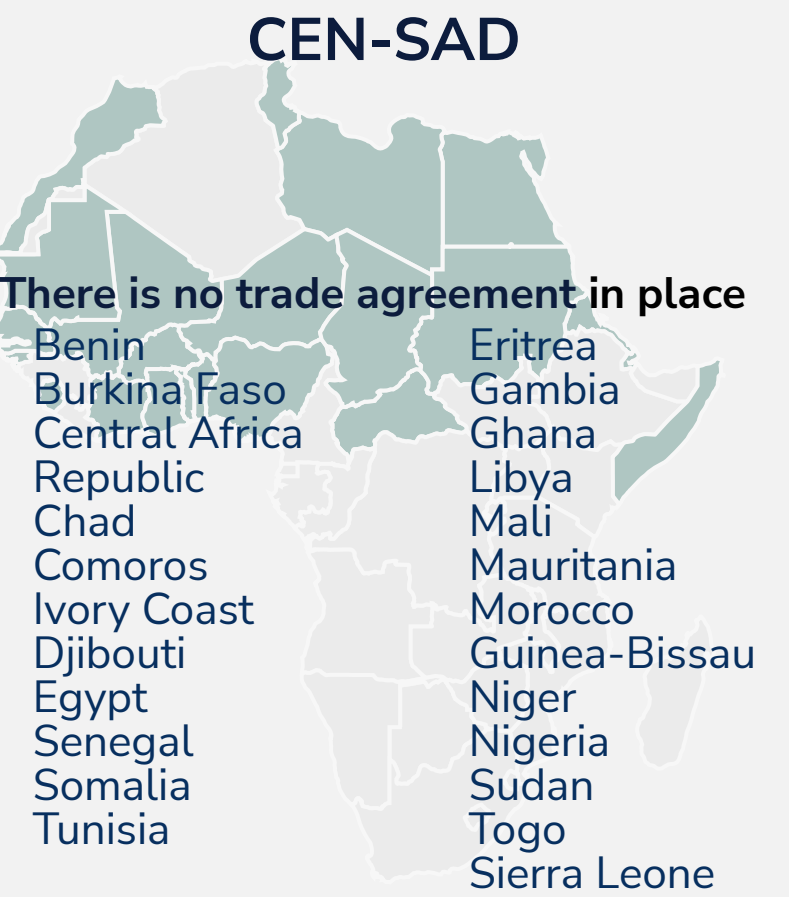 CEN-SAD
There is no trade agreement in place
Benin
Burkina Faso
Central Africa
Republic
Chad
Comoros
Ivory Coast
Djibouti
Egypt
Senegal
Somalia
Tunisia
Eritrea
Gambia
Ghana
Libya
Mali
Mauritania
Morocco
Guinea-Bissau
Niger
Nigeria
Sudan
Togo
Sierra Leone